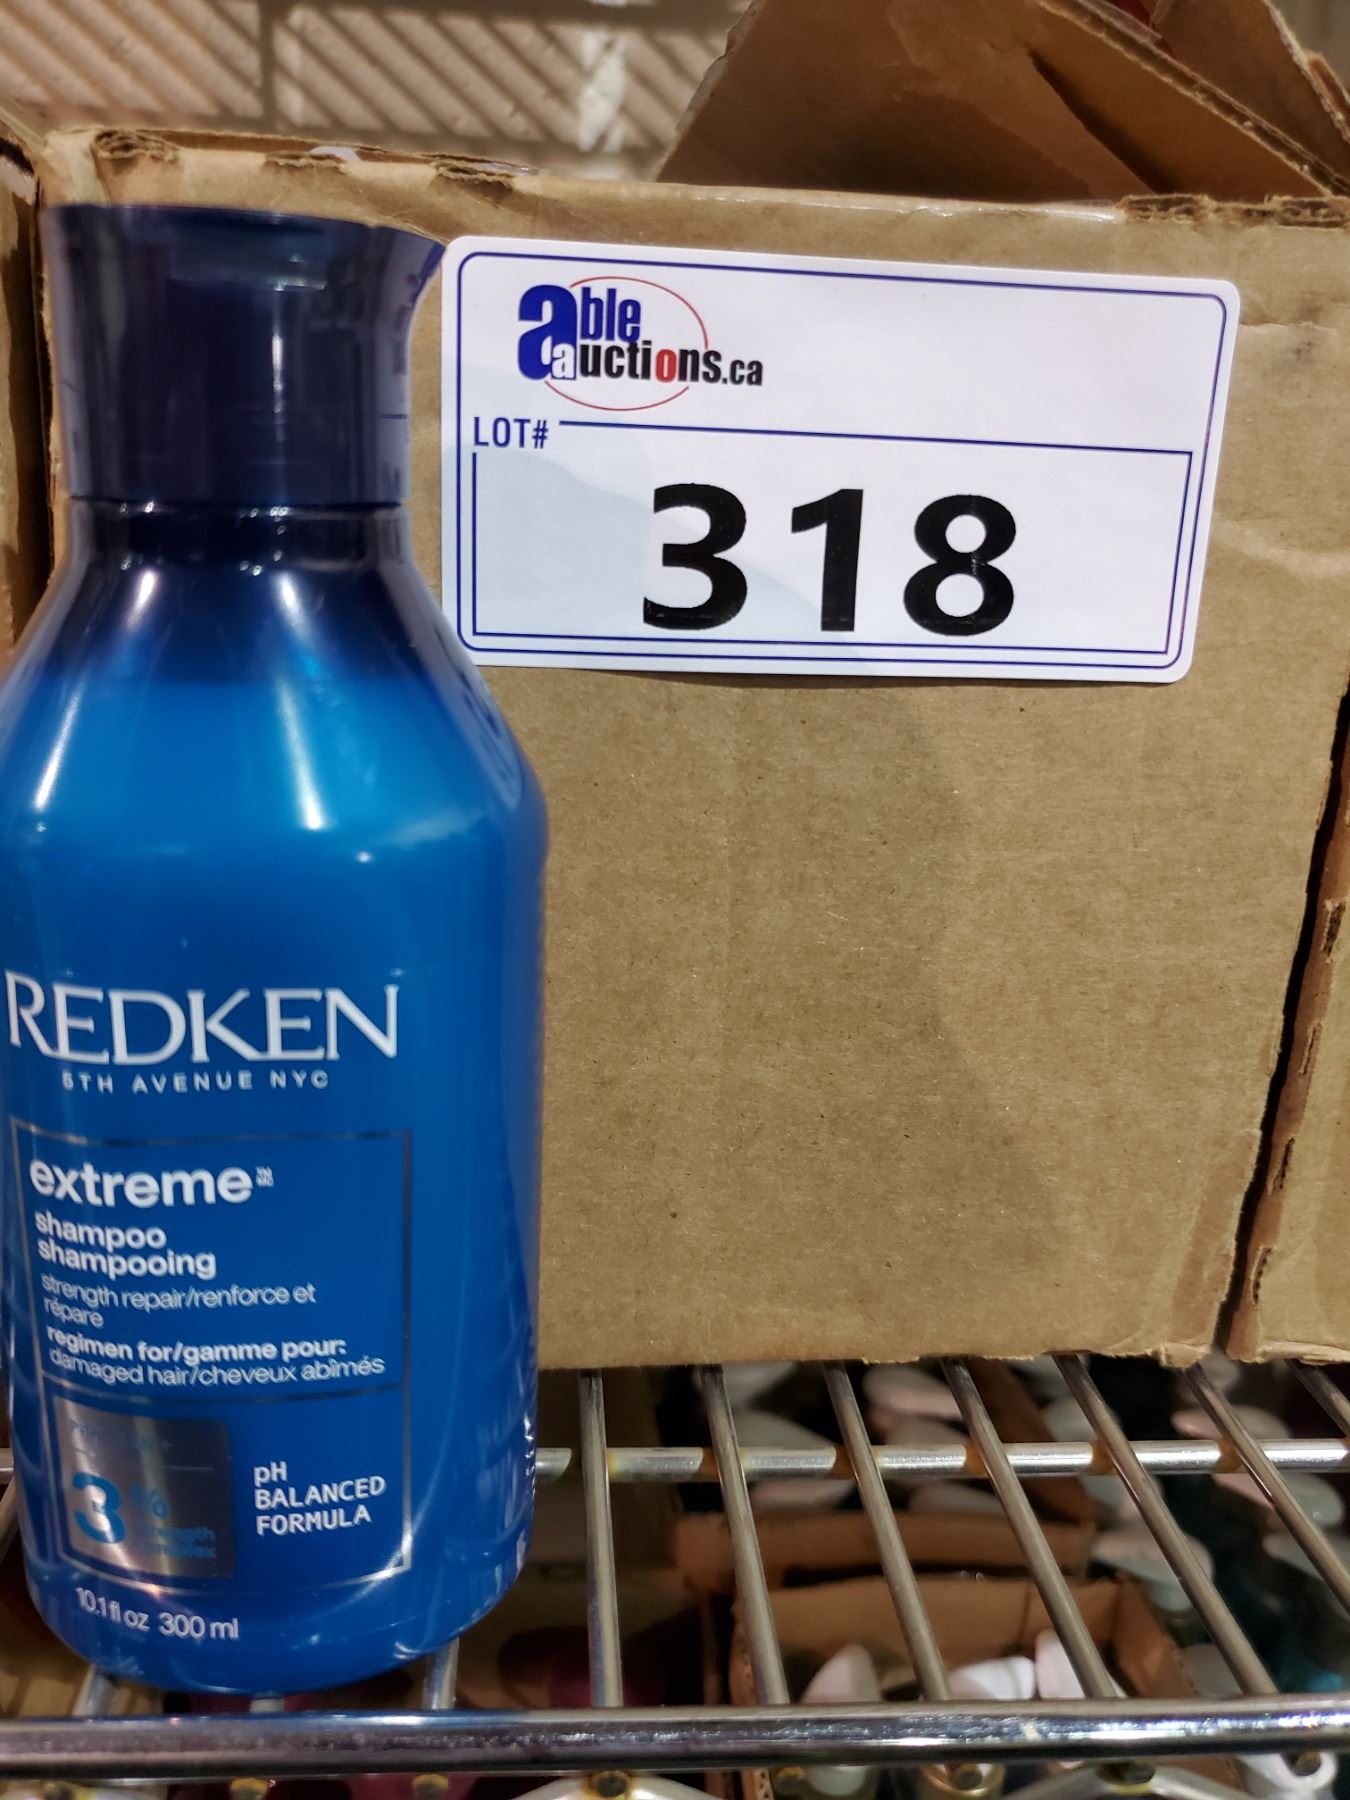 able
auctions.ca
LOT#
318
REDKEN
5TH AVENUE NYC
extreme™
shampoo
shampooing
strength repair/renforce et
répare
regimen for/gamme pour:
damaged hair/cheveux abîmés
3%
pH
BALANCED
FORMULA
10.1 fl oz 300 ml